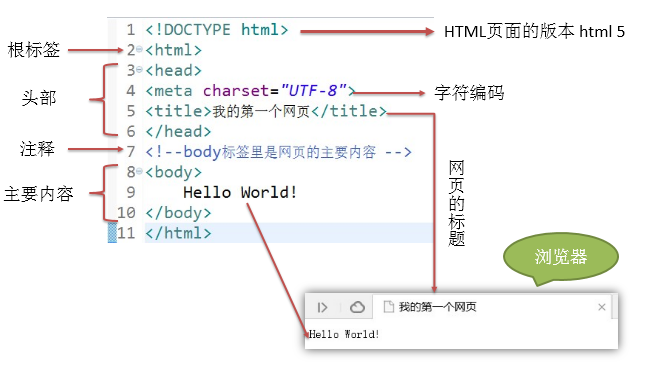 1 <!DOCTYPE html>
HTML页面的版本 html 5
根标签
2 <html>
头部
3 <head>
4 <meta charset="UTF-8">
字符编码
5 <title>我的第一个网页</title>
6 </head>
注释
7 <!--body标签里是网页的主要内容 -->
主要内容
8 <body>
9 Hello World!
10 </body>
11 </html>
网页的标题
浏览器
我的第一个网页 ×
Hello World!